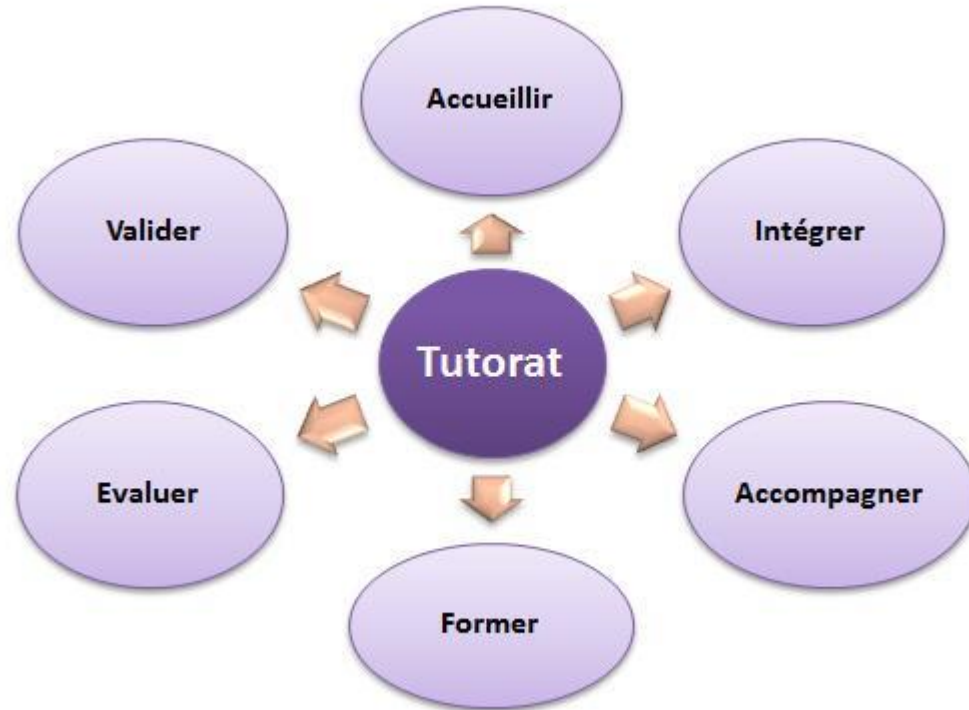 Accueillir
Intégrer
Accompagner
Former
Evaluer
Valider
Tutorat